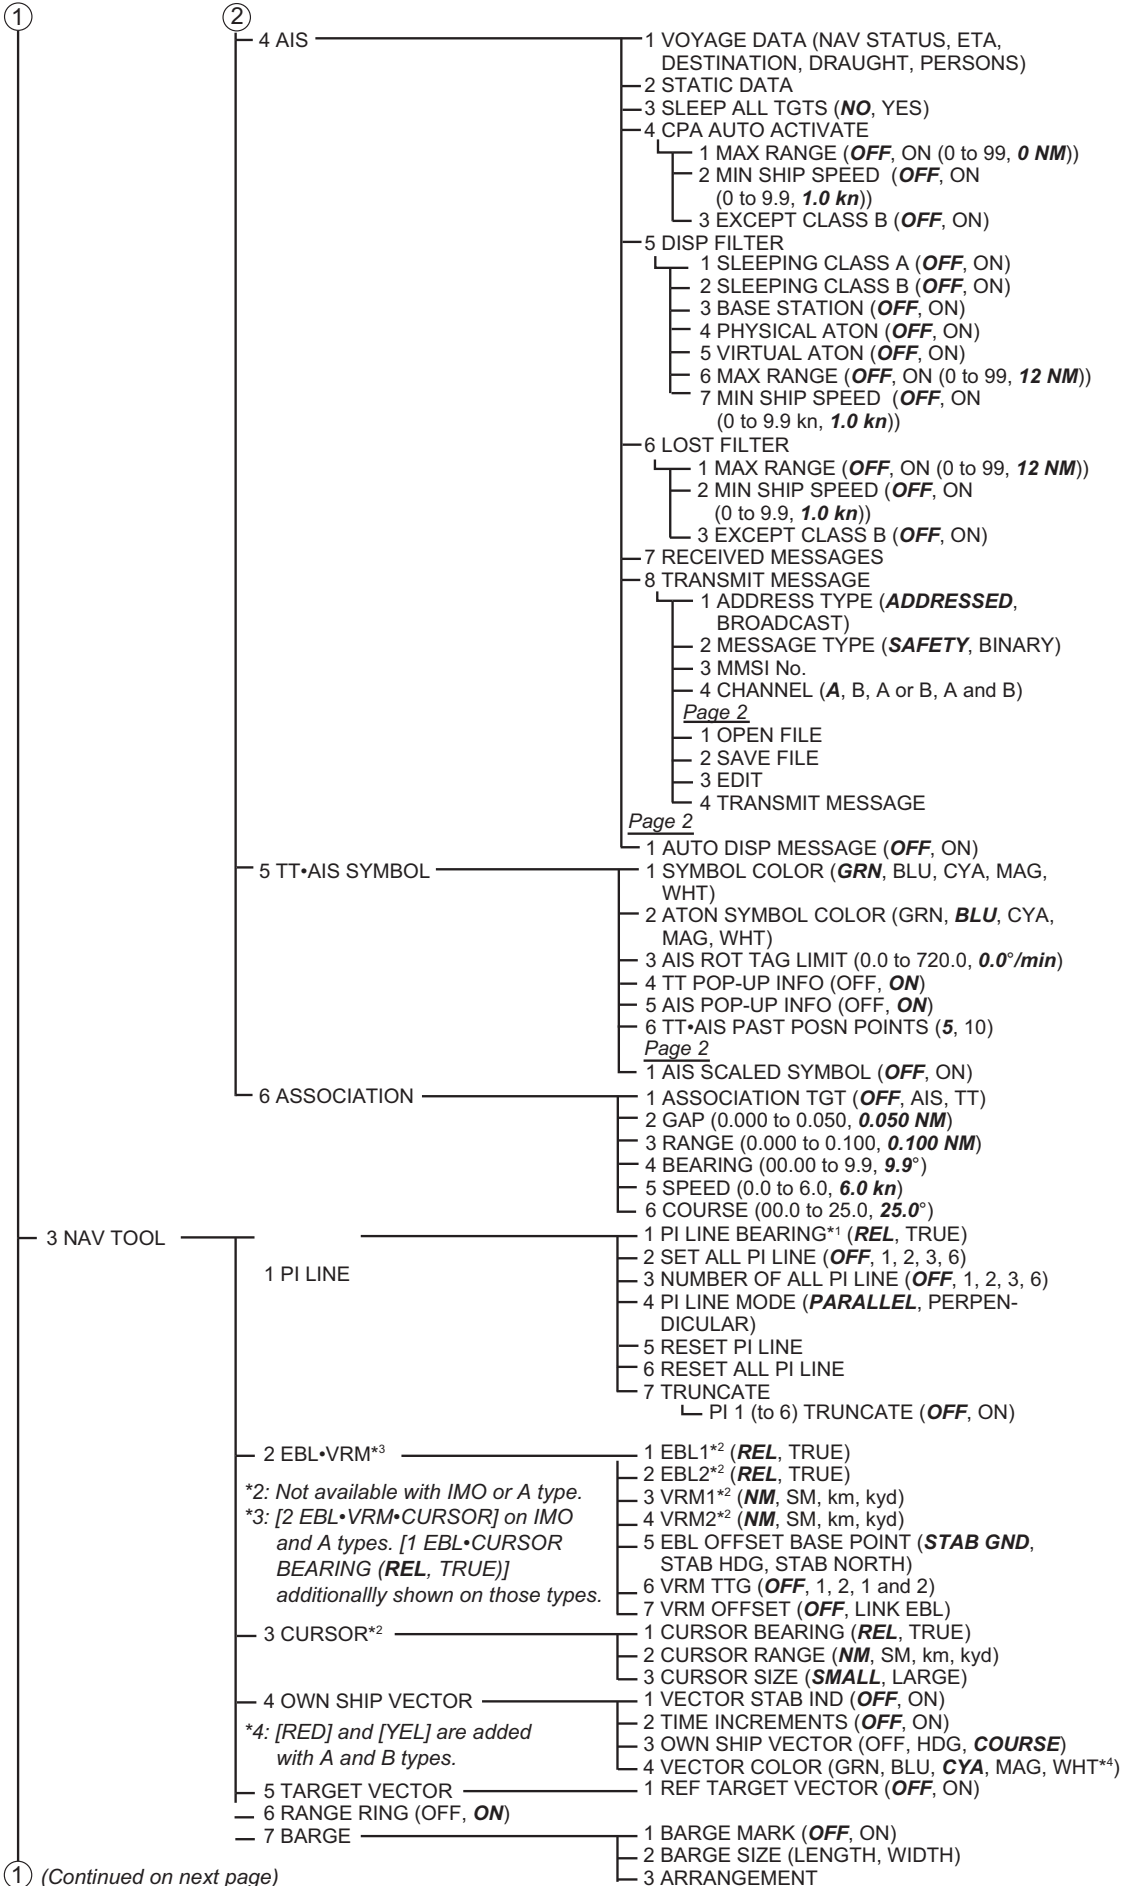 1
2
4 AIS
1 VOYAGE DATA (NAV STATUS, ETA,
DESTINATION, DRAUGHT, PERSONS)
2 STATIC DATA
3 SLEEP ALL TGTS (NO, YES)
4 CPA AUTO ACTIVATE
1 MAX RANGE (OFF, ON (0 to 99, 0 NM))
2 MIN SHIP SPEED (OFF, ON
(0 to 9.9, 1.0 kn))
3 EXCEPT CLASS B (OFF, ON)
5 DISP FILTER
1 SLEEPING CLASS A (OFF, ON)
2 SLEEPING CLASS B (OFF, ON)
3 BASE STATION (OFF, ON)
4 PHYSICAL ATON (OFF, ON)
5 VIRTUAL ATON (OFF, ON)
6 MAX RANGE (OFF, ON (0 to 99, 12 NM))
7 MIN SHIP SPEED (OFF, ON
(0 to 9.9 kn, 1.0 kn))
6 LOST FILTER
1 MAX RANGE (OFF, ON (0 to 99, 12 NM))
2 MIN SHIP SPEED (OFF, ON
(0 to 9.9, 1.0 kn))
3 EXCEPT CLASS B (OFF, ON)
7 RECEIVED MESSAGES
8 TRANSMIT MESSAGE
1 ADDRESS TYPE (ADDRESSED,
BROADCAST)
2 MESSAGE TYPE (SAFETY, BINARY)
3 MMSI No.
4 CHANNEL (A, B, A or B, A and B)
Page 2
1 OPEN FILE
2 SAVE FILE
3 EDIT
4 TRANSMIT MESSAGE
Page 2
1 AUTO DISP MESSAGE (OFF, ON)
5 TT•AIS SYMBOL
1 SYMBOL COLOR (GRN, BLU, CYA, MAG,
WHT)
2 ATON SYMBOL COLOR (GRN, BLU, CYA,
MAG, WHT)
3 AIS ROT TAG LIMIT (0.0 to 720.0, 0.0°/min)
4 TT POP-UP INFO (OFF, ON)
5 AIS POP-UP INFO (OFF, ON)
6 TT•AIS PAST POSN POINTS (5, 10)
Page 2
1 AIS SCALED SYMBOL (OFF, ON)
6 ASSOCIATION
1 ASSOCIATION TGT (OFF, AIS, TT)
2 GAP (0.000 to 0.050, 0.050 NM)
3 RANGE (0.000 to 0.100, 0.100 NM)
4 BEARING (00.00 to 9.9, 9.9°)
5 SPEED (0.0 to 6.0, 6.0 kn)
6 COURSE (00.0 to 25.0, 25.0°)
3 NAV TOOL
1 PI LINE
1 PI LINE BEARING*1 (REL, TRUE)
2 SET ALL PI LINE (OFF, 1, 2, 3, 6)
3 NUMBER OF ALL PI LINE (OFF, 1, 2, 3, 6)
4 PI LINE MODE (PARALLEL, PERPEN-
DICULAR)
5 RESET PI LINE
6 RESET ALL PI LINE
7 TRUNCATE
PI 1 (to 6) TRUNCATE (OFF, ON)
2 EBL•VRM*3
*2: Not available with IMO or A type.
*3: [2 EBL•VRM•CURSOR] on IMO
and A types. [1 EBL•CURSOR
BEARING (REL, TRUE)]
additionallly shown on those types.
1 EBL1*2 (REL, TRUE)
2 EBL2*2 (REL, TRUE)
3 VRM1*2 (NM, SM, km, kyd)
4 VRM2*2 (NM, SM, km, kyd)
5 EBL OFFSET BASE POINT (STAB GND,
STAB HDG, STAB NORTH)
6 VRM TTG (OFF, 1, 2, 1 and 2)
7 VRM OFFSET (OFF, LINK EBL)
3 CURSOR*2
1 CURSOR BEARING (REL, TRUE)
2 CURSOR RANGE (NM, SM, km, kyd)
3 CURSOR SIZE (SMALL, LARGE)
4 OWN SHIP VECTOR
*4: [RED] and [YEL] are added
with A and B types.
1 VECTOR STAB IND (OFF, ON)
2 TIME INCREMENTS (OFF, ON)
3 OWN SHIP VECTOR (OFF, HDG, COURSE)
4 VECTOR COLOR (GRN, BLU, CYA, MAG, WHT*4)
5 TARGET VECTOR
1 REF TARGET VECTOR (OFF, ON)
6 RANGE RING (OFF, ON)
7 BARGE
1 BARGE MARK (OFF, ON)
2 BARGE SIZE (LENGTH, WIDTH)
3 ARRANGEMENT
1 (Continued on next page)